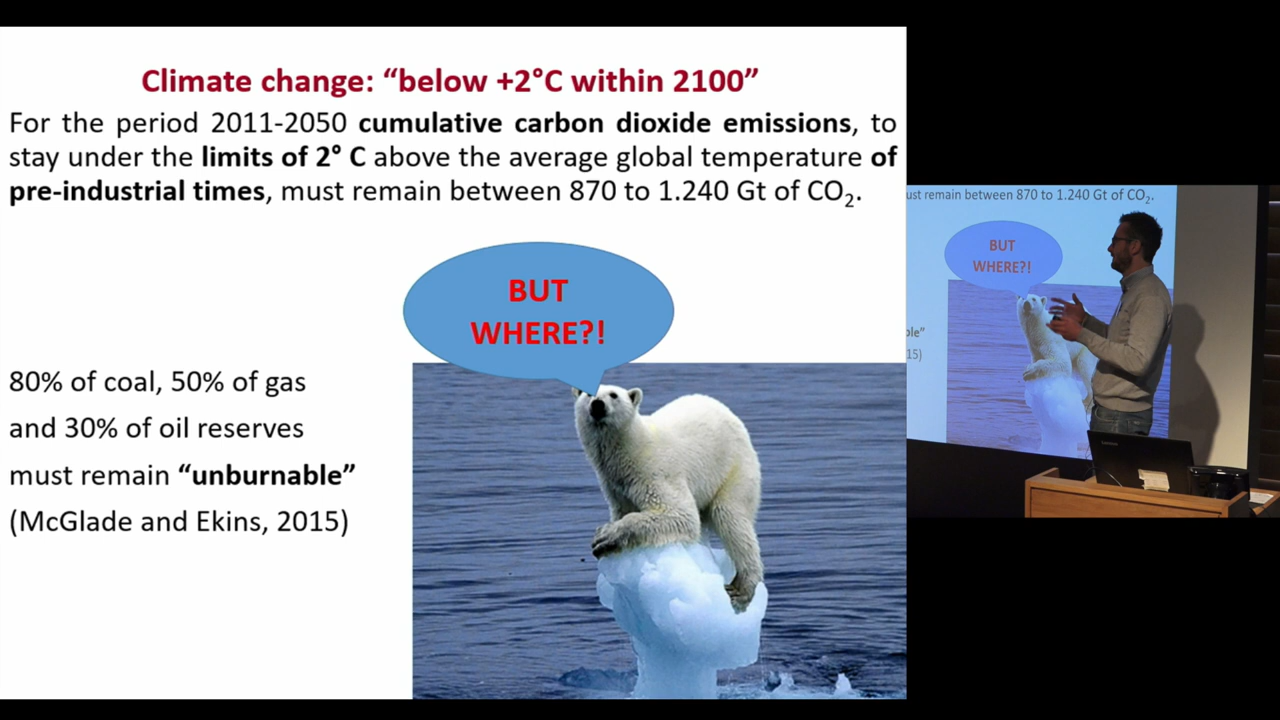 Climate change: “below +2°C within 2100”
For the period 2011-2050 cumulative carbon dioxide emissions, to
stay under the limits of 2° C above the average global temperature of
pre-industrial times, must remain between 870 to 1.240 Gt of CO₂.
BUT
WHERE?!
80% of coal, 50% of gas
and 30% of oil reserves
must remain “unburnable”
(McGlade and Ekins, 2015)
ust remain between 870 to 1.240 Gt of CO₂.
BUT
WHERE?!
ble”
15)